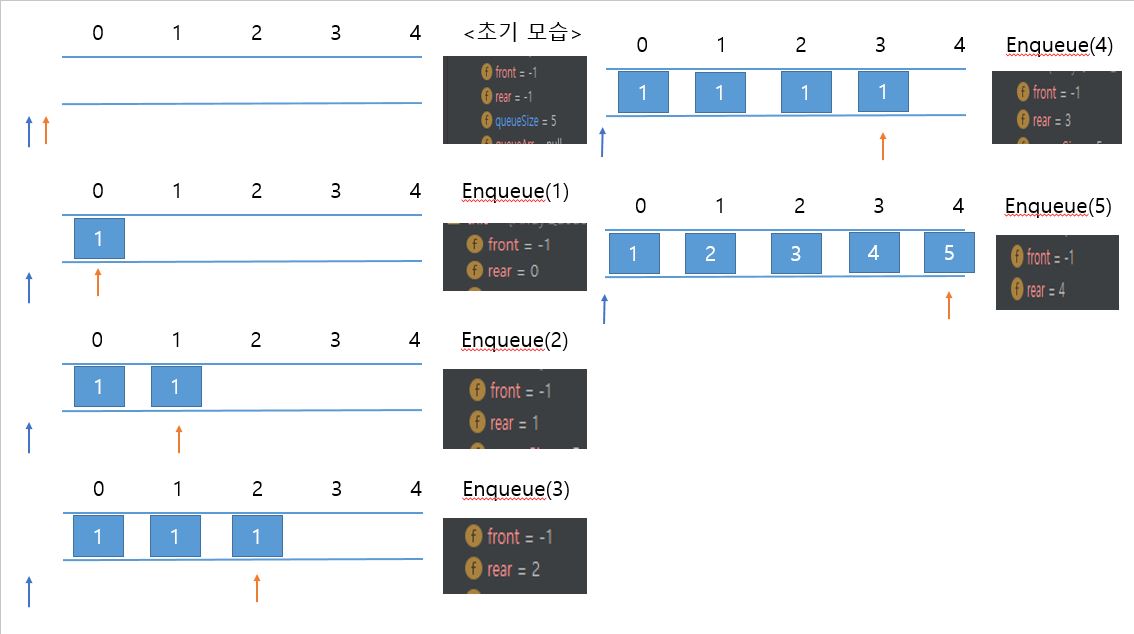 0 1 2 3 4
<초기 모습>
f front = -1
f rear = -1
f queueSize = 5
0 1 2 3 4
Enqueue(1)
1
f front = -1
f rear = 0
0 1 2 3 4
Enqueue(2)
1 1
f front = -1
f rear = 1
0 1 2 3 4
Enqueue(3)
1 1 1
f front = -1
f rear = 2
0 1 2 3 4
Enqueue(4)
1 1 1 1
f front = -1
f rear = 3
0 1 2 3 4
Enqueue(5)
1 2 3 4 5
f front = -1
f rear = 4